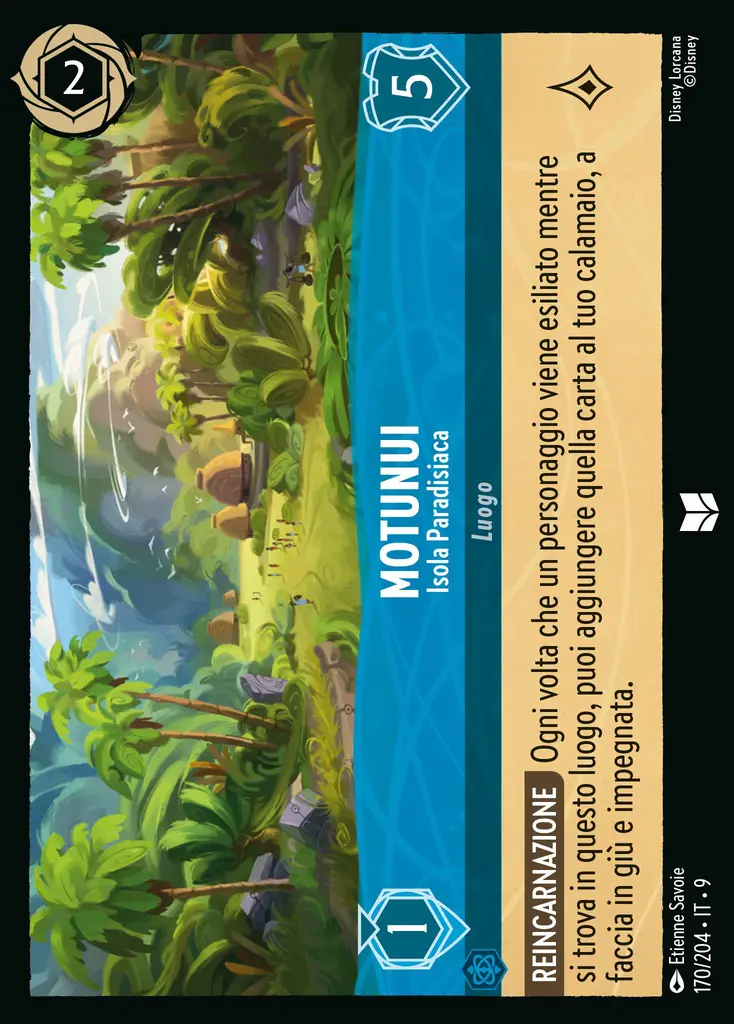 2
MOTUNUI
Isola Paradisiaca
1
5
Luogo
REINCARNAZIONE Ogni volta che un personaggio viene esiliato mentre
si trova in questo luogo, puoi aggiungere quella carta al tuo calamaio, a
faccia in giù e impegnata.
Etienne Savoie
170/204 • IT • 9
Disney Lorcana
©Disney